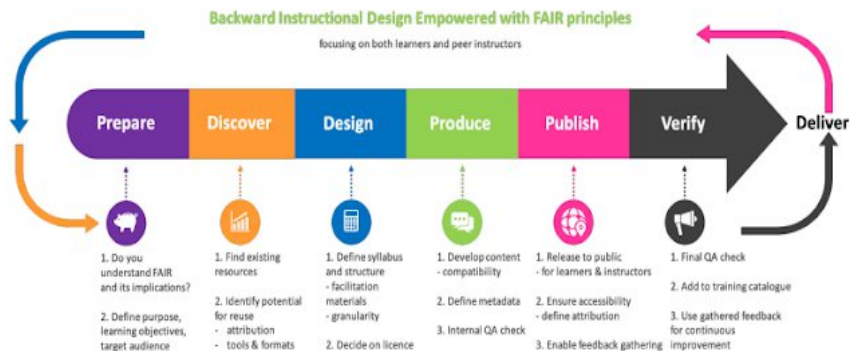 Backward Instructional Design Empowered with FAIR principles
focusing on both learners and peer instructors
Prepare
Discover
Design
Produce
Publish
Verify
Deliver
1. Do you
understand FAIR
and its implications?
2. Define purpose,
learning objectives,
target audience
1. Find existing
resources
2. Identify potential
for reuse
- attribution
- tools & formats
1. Define syllabus
and structure
- facilitation
materials
- granularity
2. Decide on licence
1. Develop content
- compatibility
2. Define metadata
3. Internal QA check
1. Release to public
- for learners & instructors
2. Ensure accessibility
- define attribution
3. Enable feedback gathering
1. Final QA check
2. Add to training catalogue
3. Use gathered feedback
for continuous
improvement